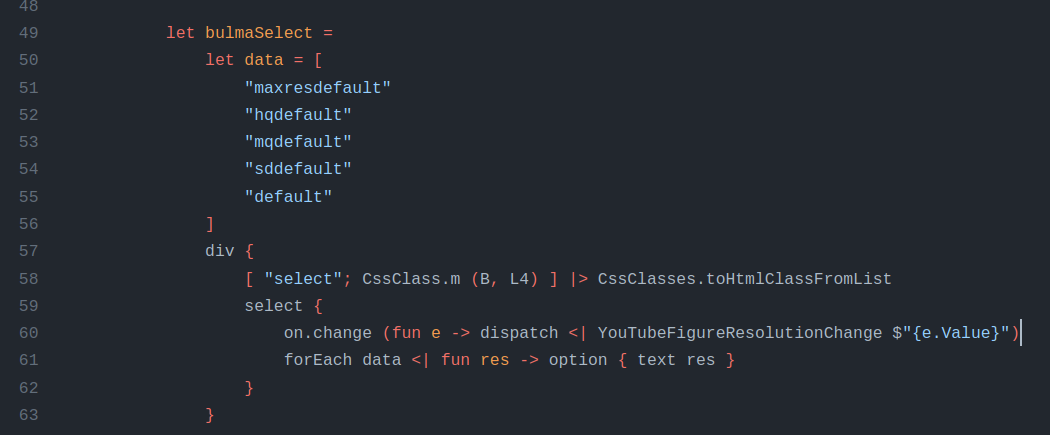 48
49             let bulmaSelect =
50                 let data = [
51                     "maxresdefault"
52                     "hqdefault"
53                     "mqdefault"
54                     "sddefault"
55                     "default"
56                 ]
57                 div {
58                     [ "select"; CssClass.m (B, L4) ] |> CssClasses.toHtmlClassFromList
59                     select {
60                         on.change (fun e -> dispatch <| YouTubeFigureResolutionChange $"{e.Value}")
61                         forEach data <| fun res -> option { text res }
62                     }
63                 }